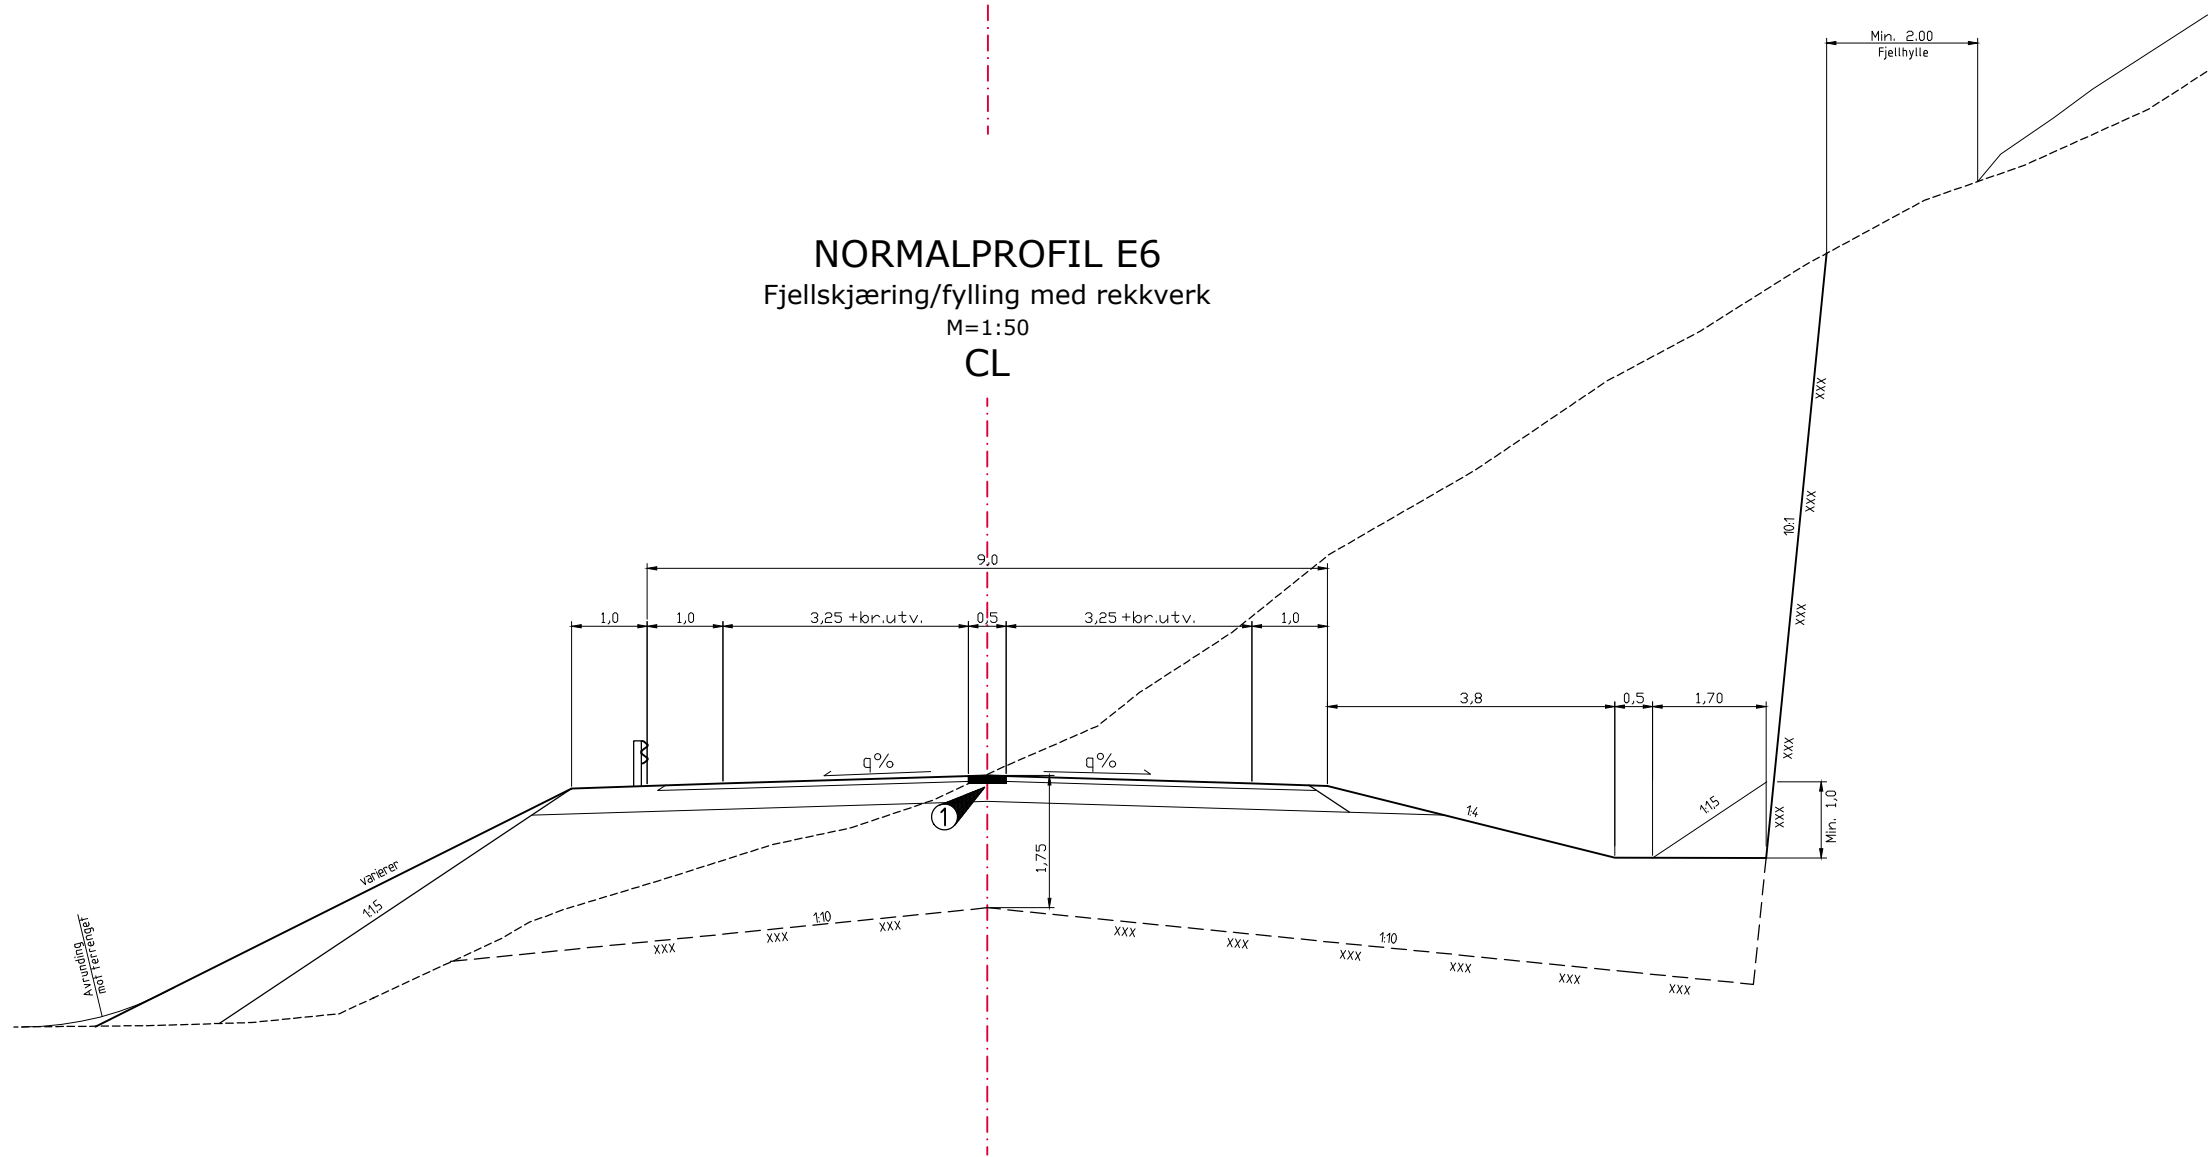 Min. 2.00
Fjellhylle
NORMALPROFIL E6
Fjellskjæring/fylling med rekkverk
M=1:50
CL
xxx
xxx
10:1
xxx
xxx
xxx
9,0
1,0
1,0
3,25 +br.utv.
0,5
3,25 +br.utv.
1,0
3,8
0,5
1,70
q%
q%
1
1,75
1:4
1:1,5
Min. 1,0
varierer
1:1,5
Avrunding
mot terrenget
1:10
xxx
xxx
xxx
1:10
xxx
xxx
xxx
xxx
xxx
xxx